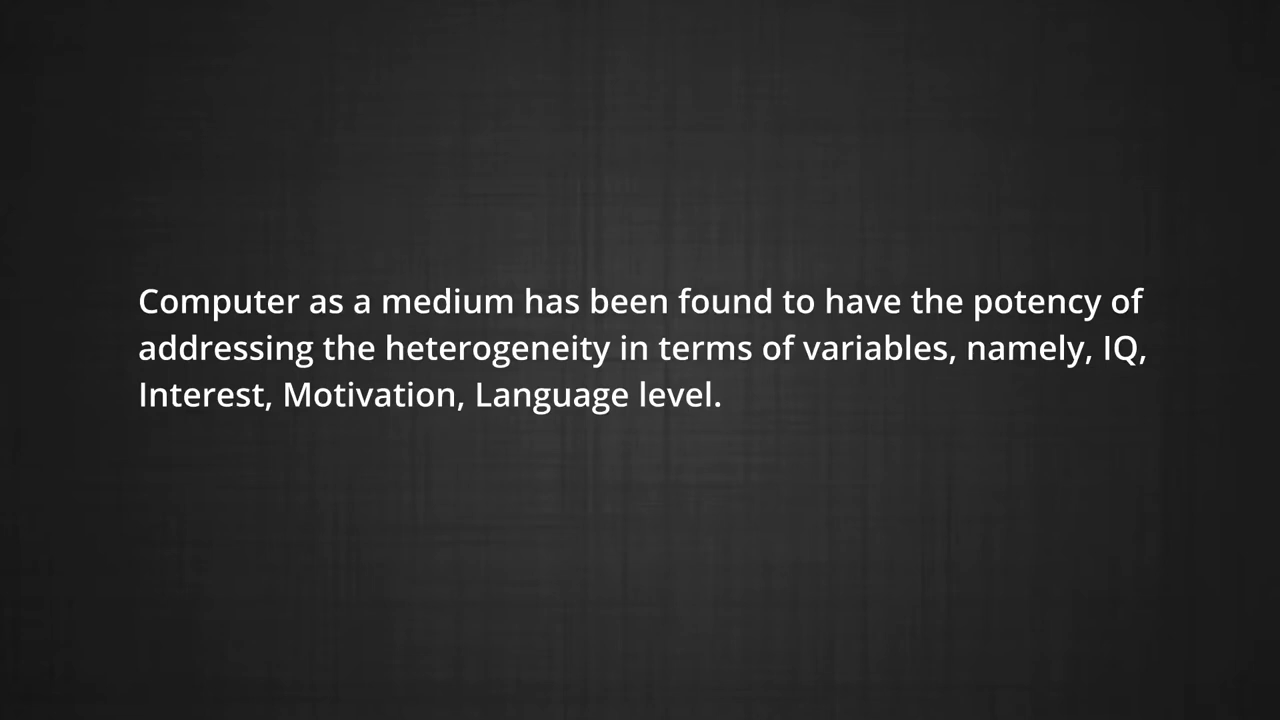 Computer as a medium has been found to have the potency of
addressing the heterogeneity in terms of variables, namely, IQ,
Interest, Motivation, Language level.